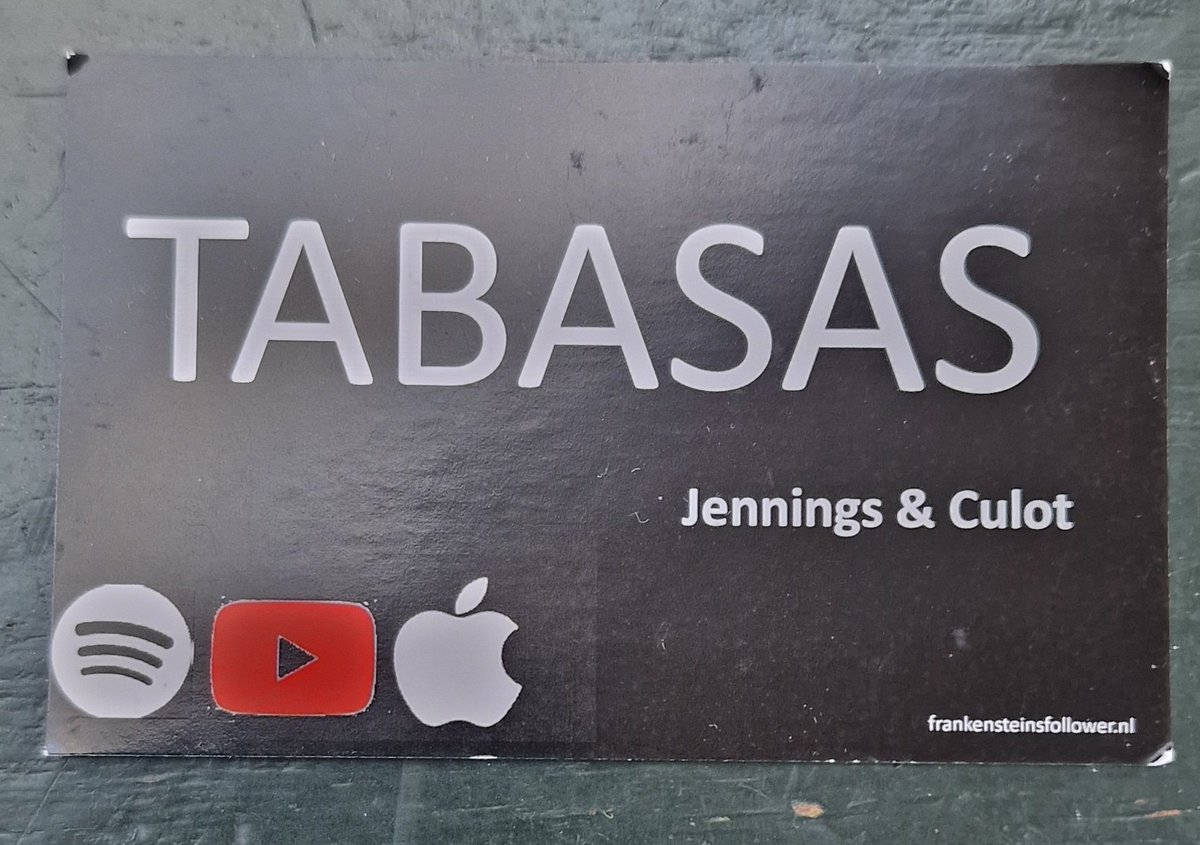 TABASAS
Jennings & Culot
frankensteinsfollower.nl